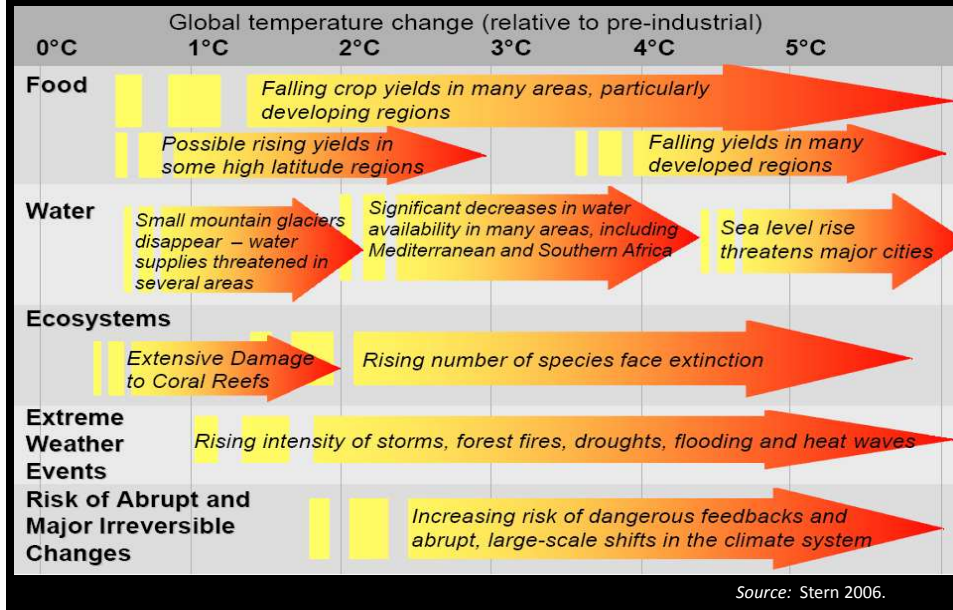 Global temperature change (relative to pre-industrial)
0°C 1°C 2°C 3°C 4°C 5°C
Food
Falling crop yields in many areas, particularly
developing regions
Possible rising yields in
some high latitude regions
Falling yields in many
developed regions
Water
Small mountain glaciers
disappear – water
supplies threatened in
several areas
Significant decreases in water
availability in many areas, including
Mediterranean and Southern Africa
Sea level rise
threatens major cities
Ecosystems
Extensive Damage
to Coral Reefs
Rising number of species face extinction
Extreme
Weather
Events
Rising intensity of storms, forest fires, droughts, flooding and heat waves
Risk of Abrupt and
Major Irreversible
Changes
Increasing risk of dangerous feedbacks and
abrupt, large-scale shifts in the climate system
Source: Stern 2006.